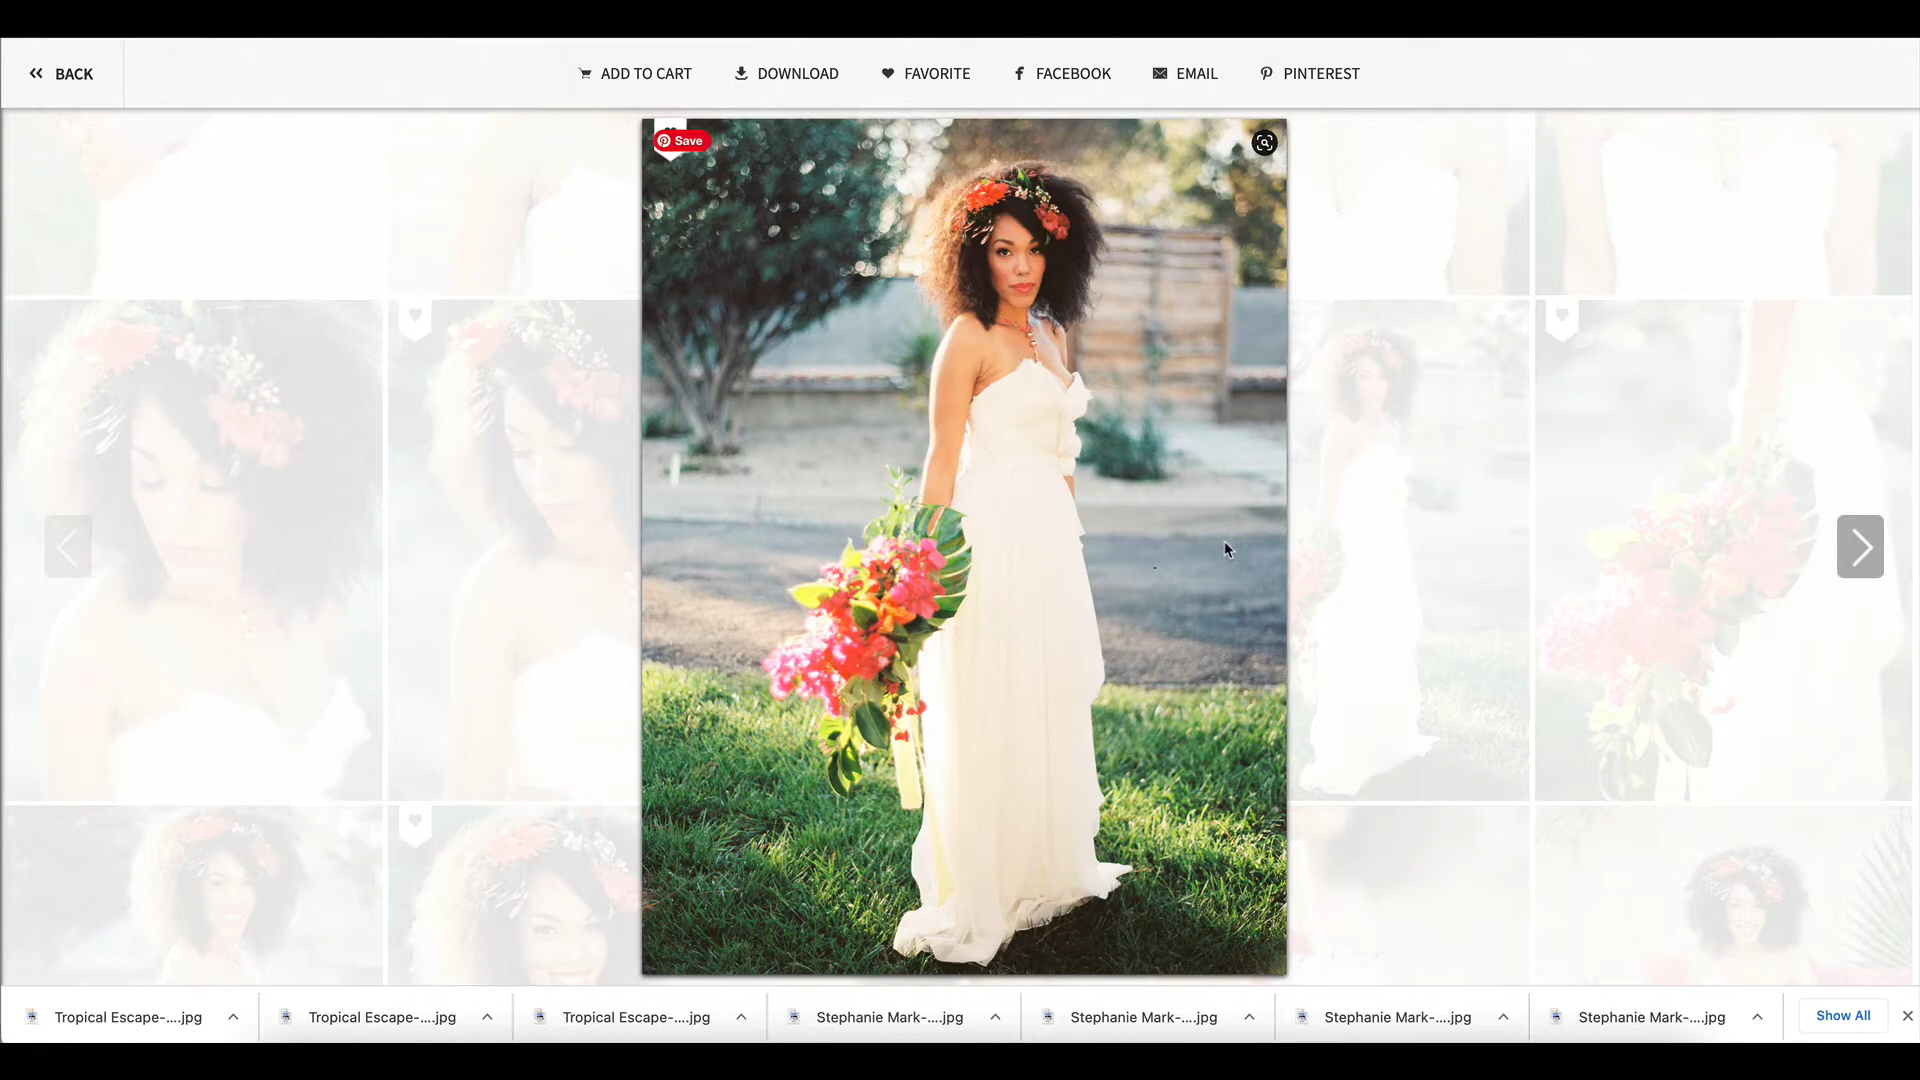 BACK
ADD TO CART
DOWNLOAD
FAVORITE
FACEBOOK
EMAIL
PINTEREST
Save
Tropical Escape-....jpg
Tropical Escape-....jpg
Tropical Escape-....jpg
Stephanie Mark-....jpg
Stephanie Mark-....jpg
Stephanie Mark-....jpg
Stephanie Mark-....jpg
Show All